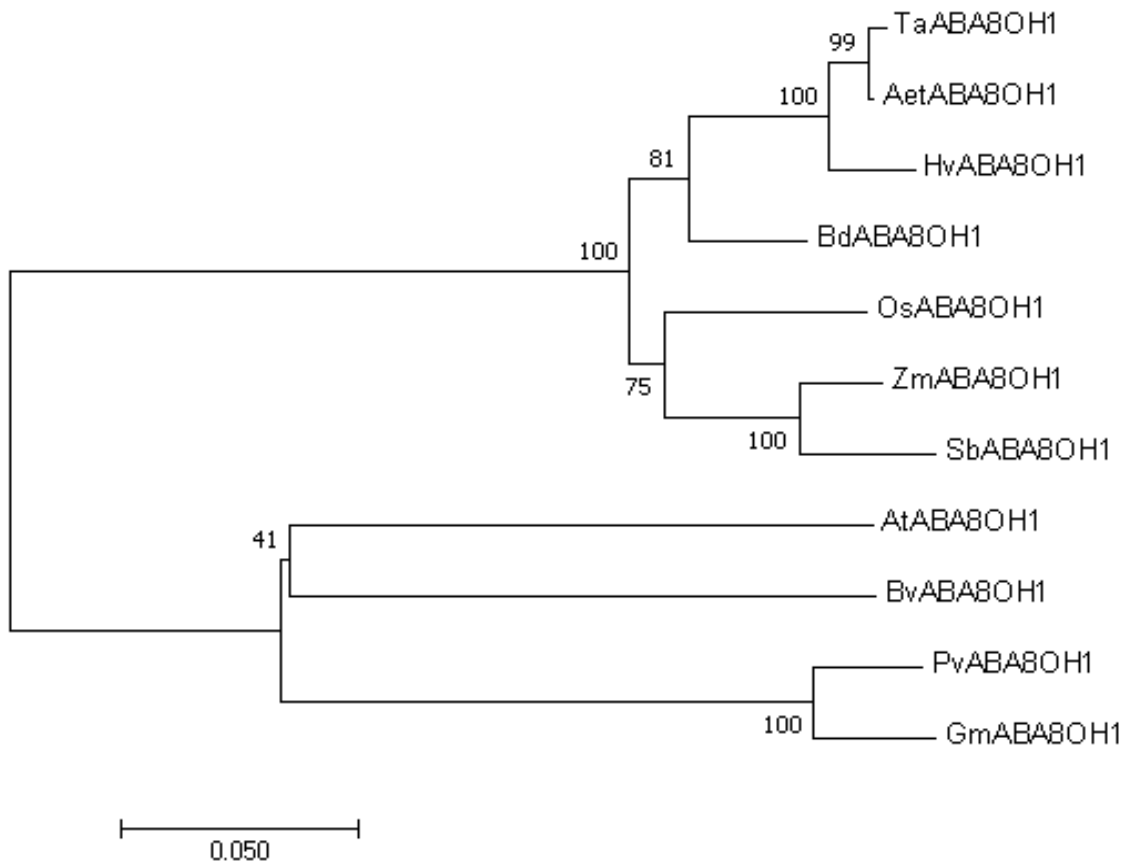 TaABA8OH1
99
AetABA8OH1
100
HvABA8OH1
81
BdABA8OH1
100
OsABA8OH1
ZmABA8OH1
75
100
SbABA8OH1
AtABA8OH1
41
BvABA8OH1
PvABA8OH1
100
GmABA8OH1
0.050